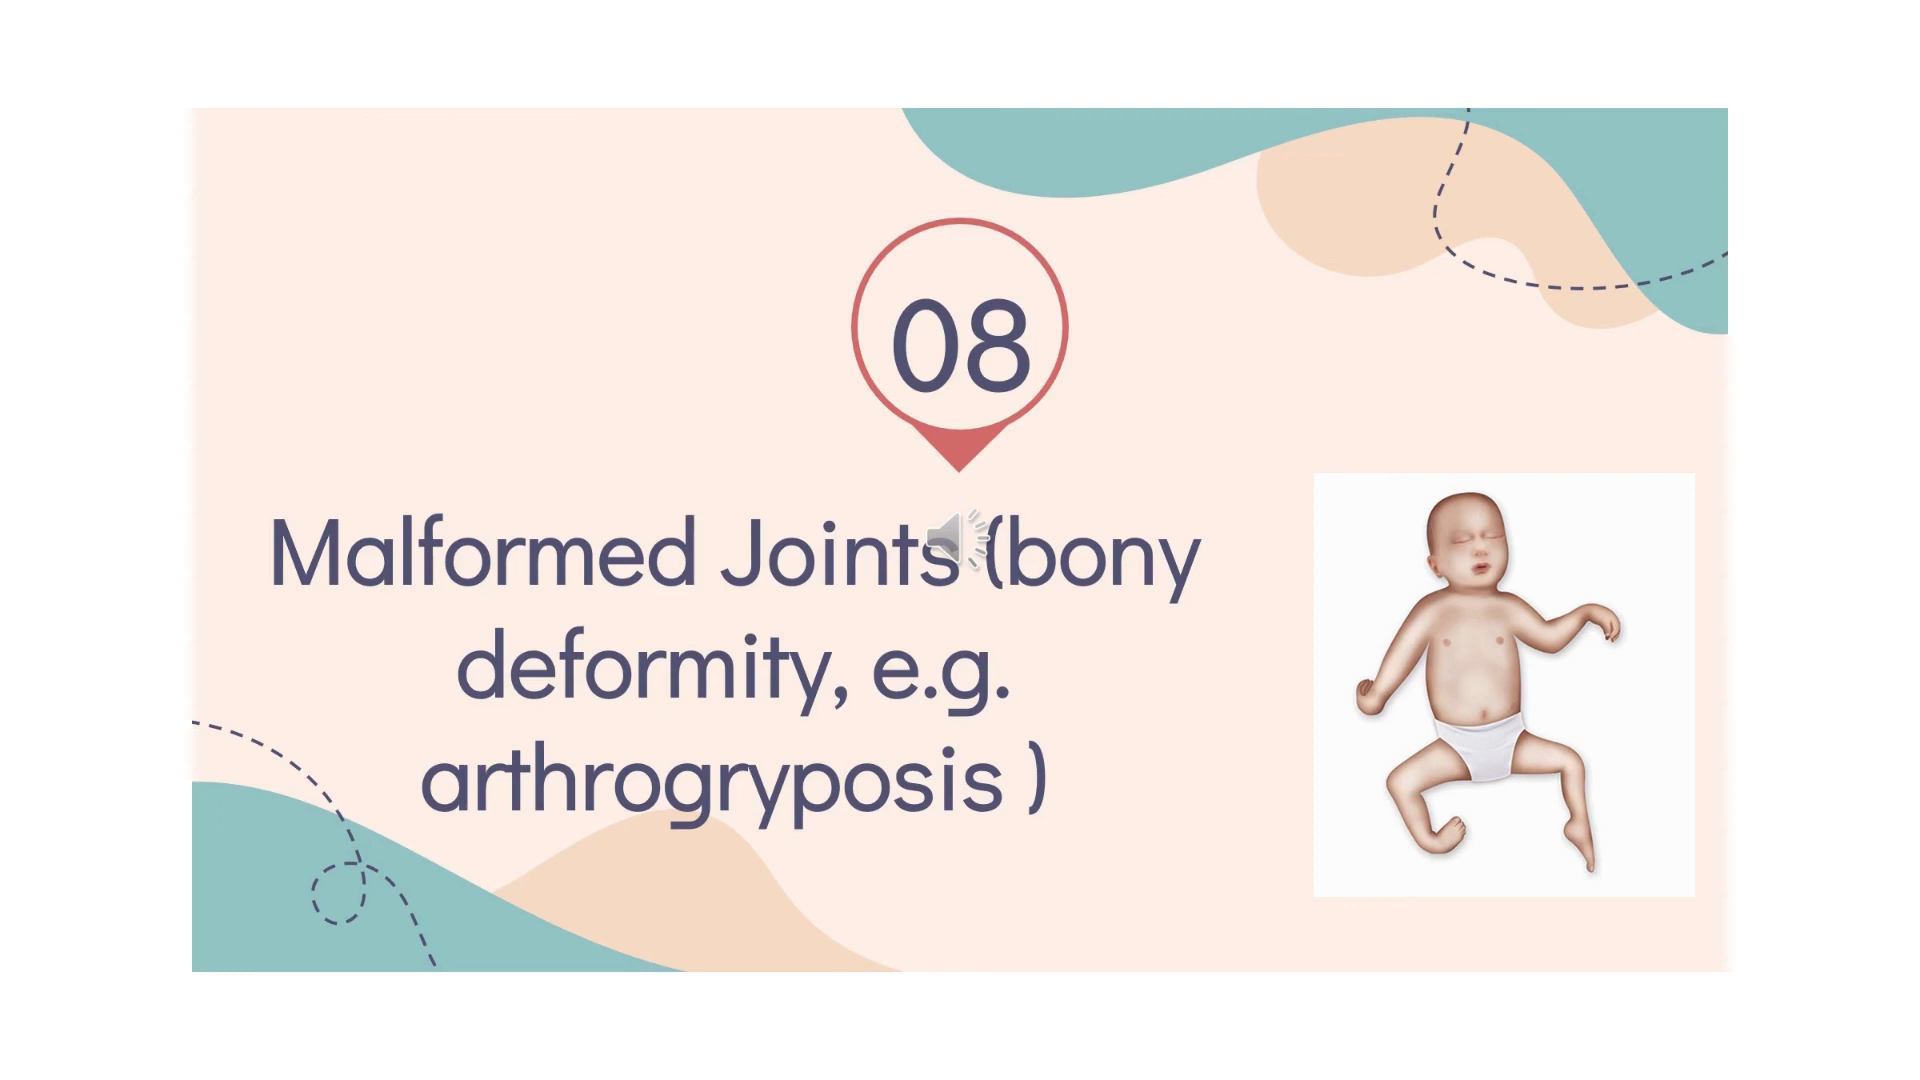 08
Malformed Joints (bony
deformity, e.g.
arthrogryposis )